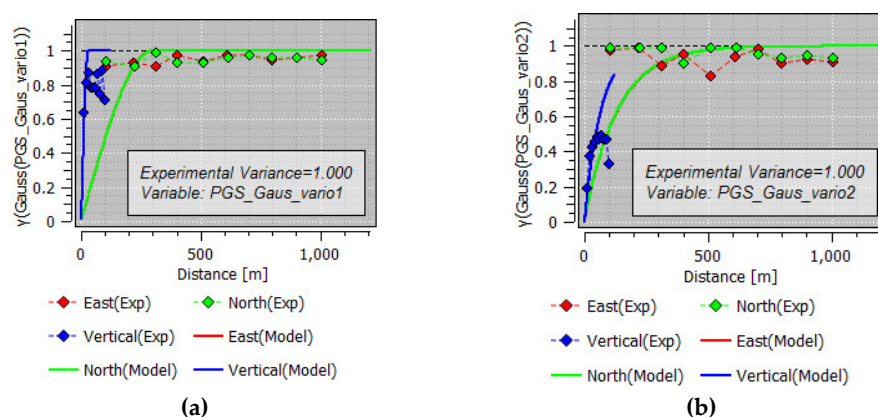 γ(Gauss(PGS_Gaus_vario1))
1
0.8
0.6
0.4
0.2
0
Experimental Variance=1.000
Variable: PGS_Gaus_vario1
0
500
1,000
Distance [m]
East(Exp)
North(Exp)
Vertical(Exp)
East(Model)
North(Model)
Vertical(Model)
(a)
γ(Gauss(PGS_Gaus_vario2))
1
0.8
0.6
0.4
0.2
0
Experimental Variance=1.000
Variable: PGS_Gaus_vario2
0
500
1,000
Distance [m]
East(Exp)
North(Exp)
Vertical(Exp)
East(Model)
North(Model)
Vertical(Model)
(b)